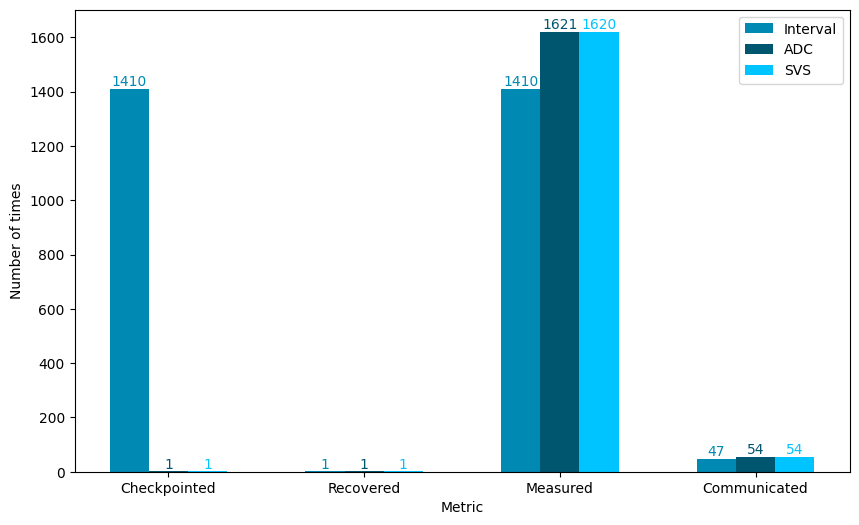 Number of times
1600
1400
1200
1000
800
600
400
200
0
1410
1
1
1
1
1
1410
1621
1620
47
54
54
Interval
ADC
SVS
Checkpointed
Recovered
Measured
Communicated
Metric